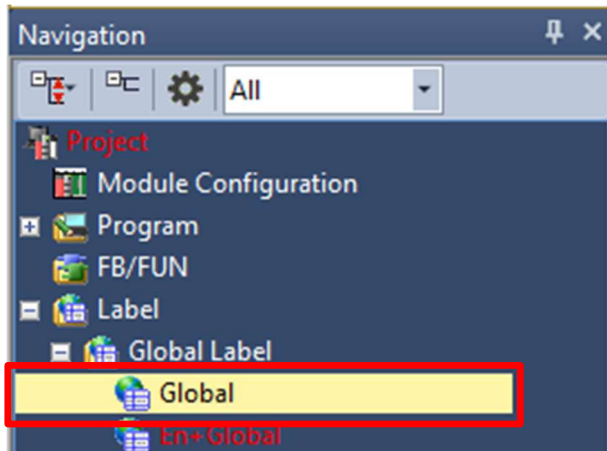 Navigation
All
Project
Module Configuration
Program
FB/FUN
Label
Global Label
Global
En+Global